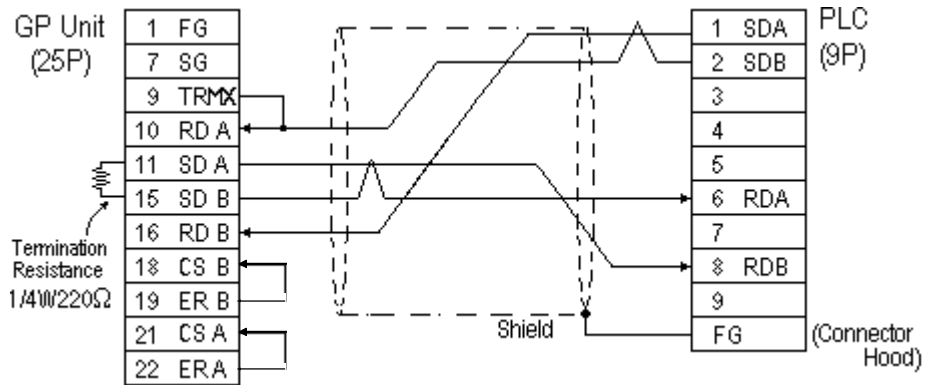 GP Unit
(25P)
1 FG
7 SG
9 TRMX
10 RD A
11 SD A
15 SD B
16 RD B
18 CS B
19 ER B
21 CS A
22 ERA
Termination
Resistance
1/4W220Ω
Shield
PLC
(9P)
1 SDA
2 SDB
3
4
5
6 RDA
7
8 RDB
9
FG
(Connector
Hood)